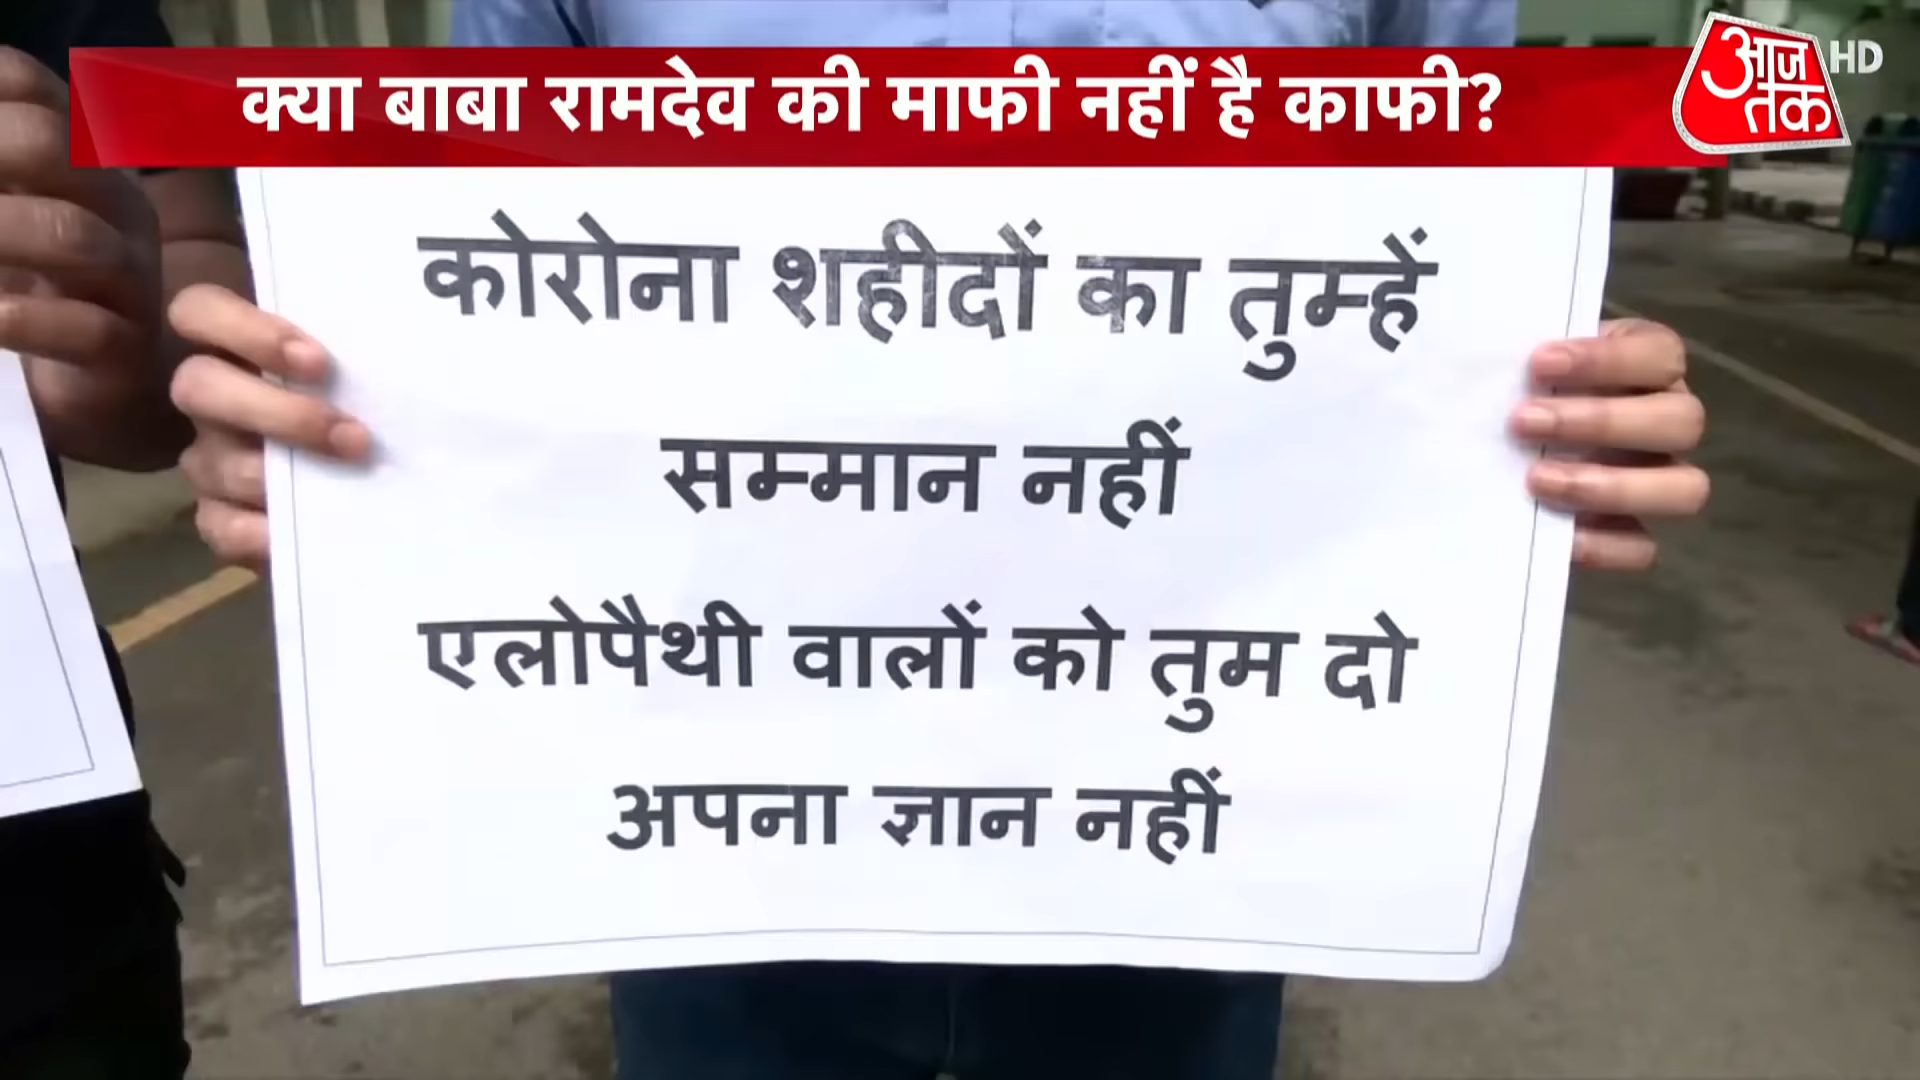 क्या बाबा रामदेव की माफी नहीं है काफी?
आज
तक
HD
कोरोना शहीदों का तुम्हें
सम्मान नहीं
एलोपैथी वालों को तुम दो
अपना ज्ञान नहीं